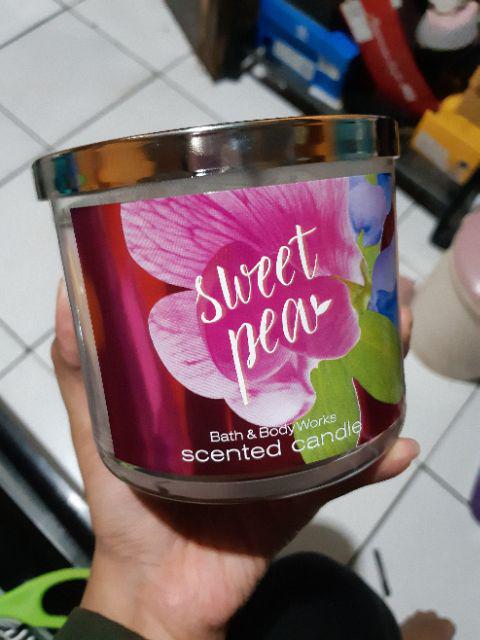 sweet
pea
Bath & Body Works
scented candle